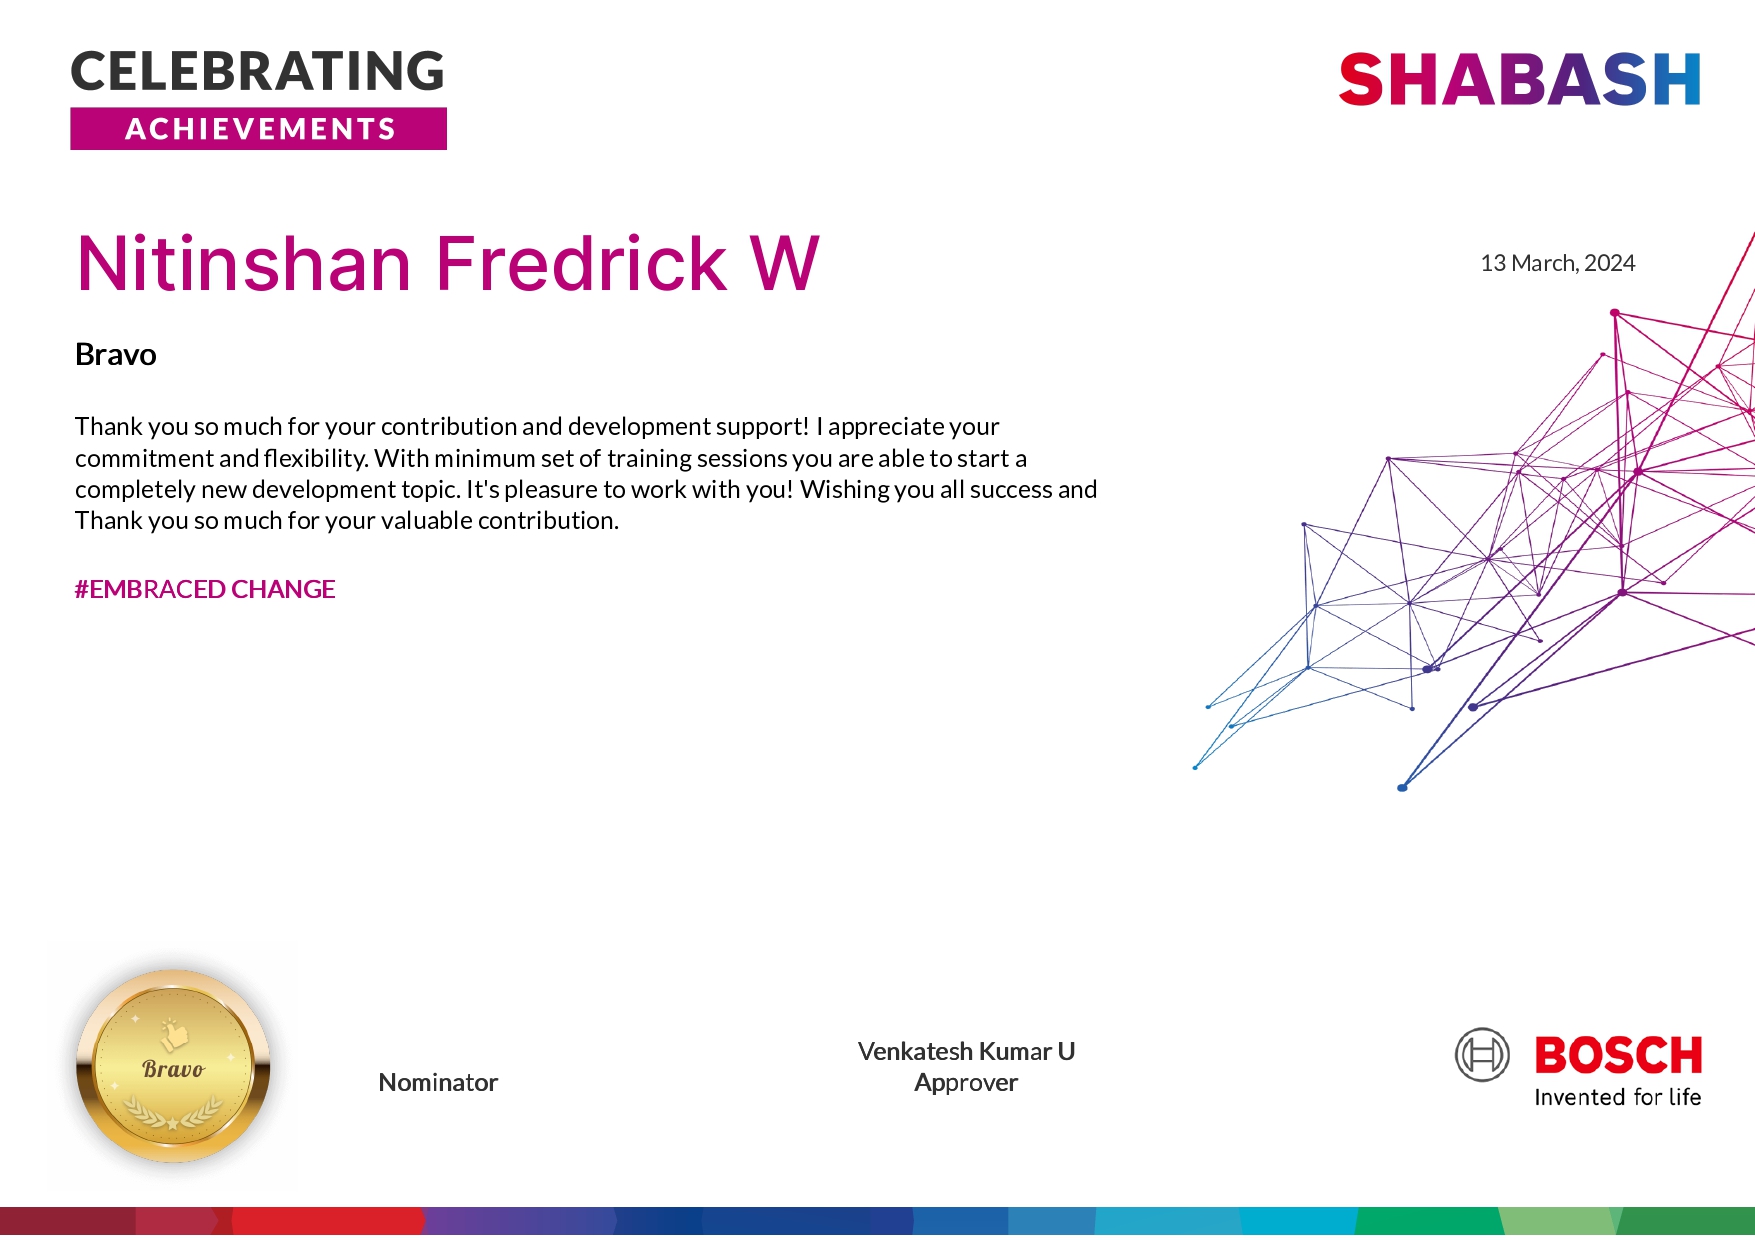 CELEBRATING
ACHIEVEMENTS
SHABASH
Nitinshan Fredrick W
13 March, 2024
Bravo
Thank you so much for your contribution and development support! I appreciate your
commitment and flexibility. With minimum set of training sessions you are able to start a
completely new development topic. It's pleasure to work with you! Wishing you all success and
Thank you so much for your valuable contribution.
#EMBRACED CHANGE
Bravo
Nominator
Venkatesh Kumar U
Approver
BOSCH
Invented for life